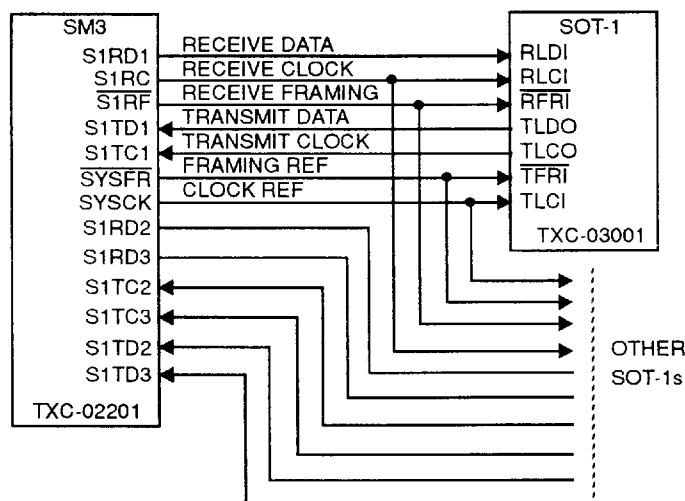 SM3
SOT-1
S1RD1 RECEIVE DATA RLDI
S1RC RECEIVE CLOCK RLCI
S1RF RECEIVE FRAMING RFRI
S1TD1 TRANSMIT DATA TLDO
S1TC1 TRANSMIT CLOCK TLCO
SYSFR FRAMING REF TFRI
SYSCK CLOCK REF TLCI
S1RD2
TXC-03001
S1RD3
S1TC2
S1TC3
S1TD2
S1TD3
OTHER
SOT-1s
TXC-02201